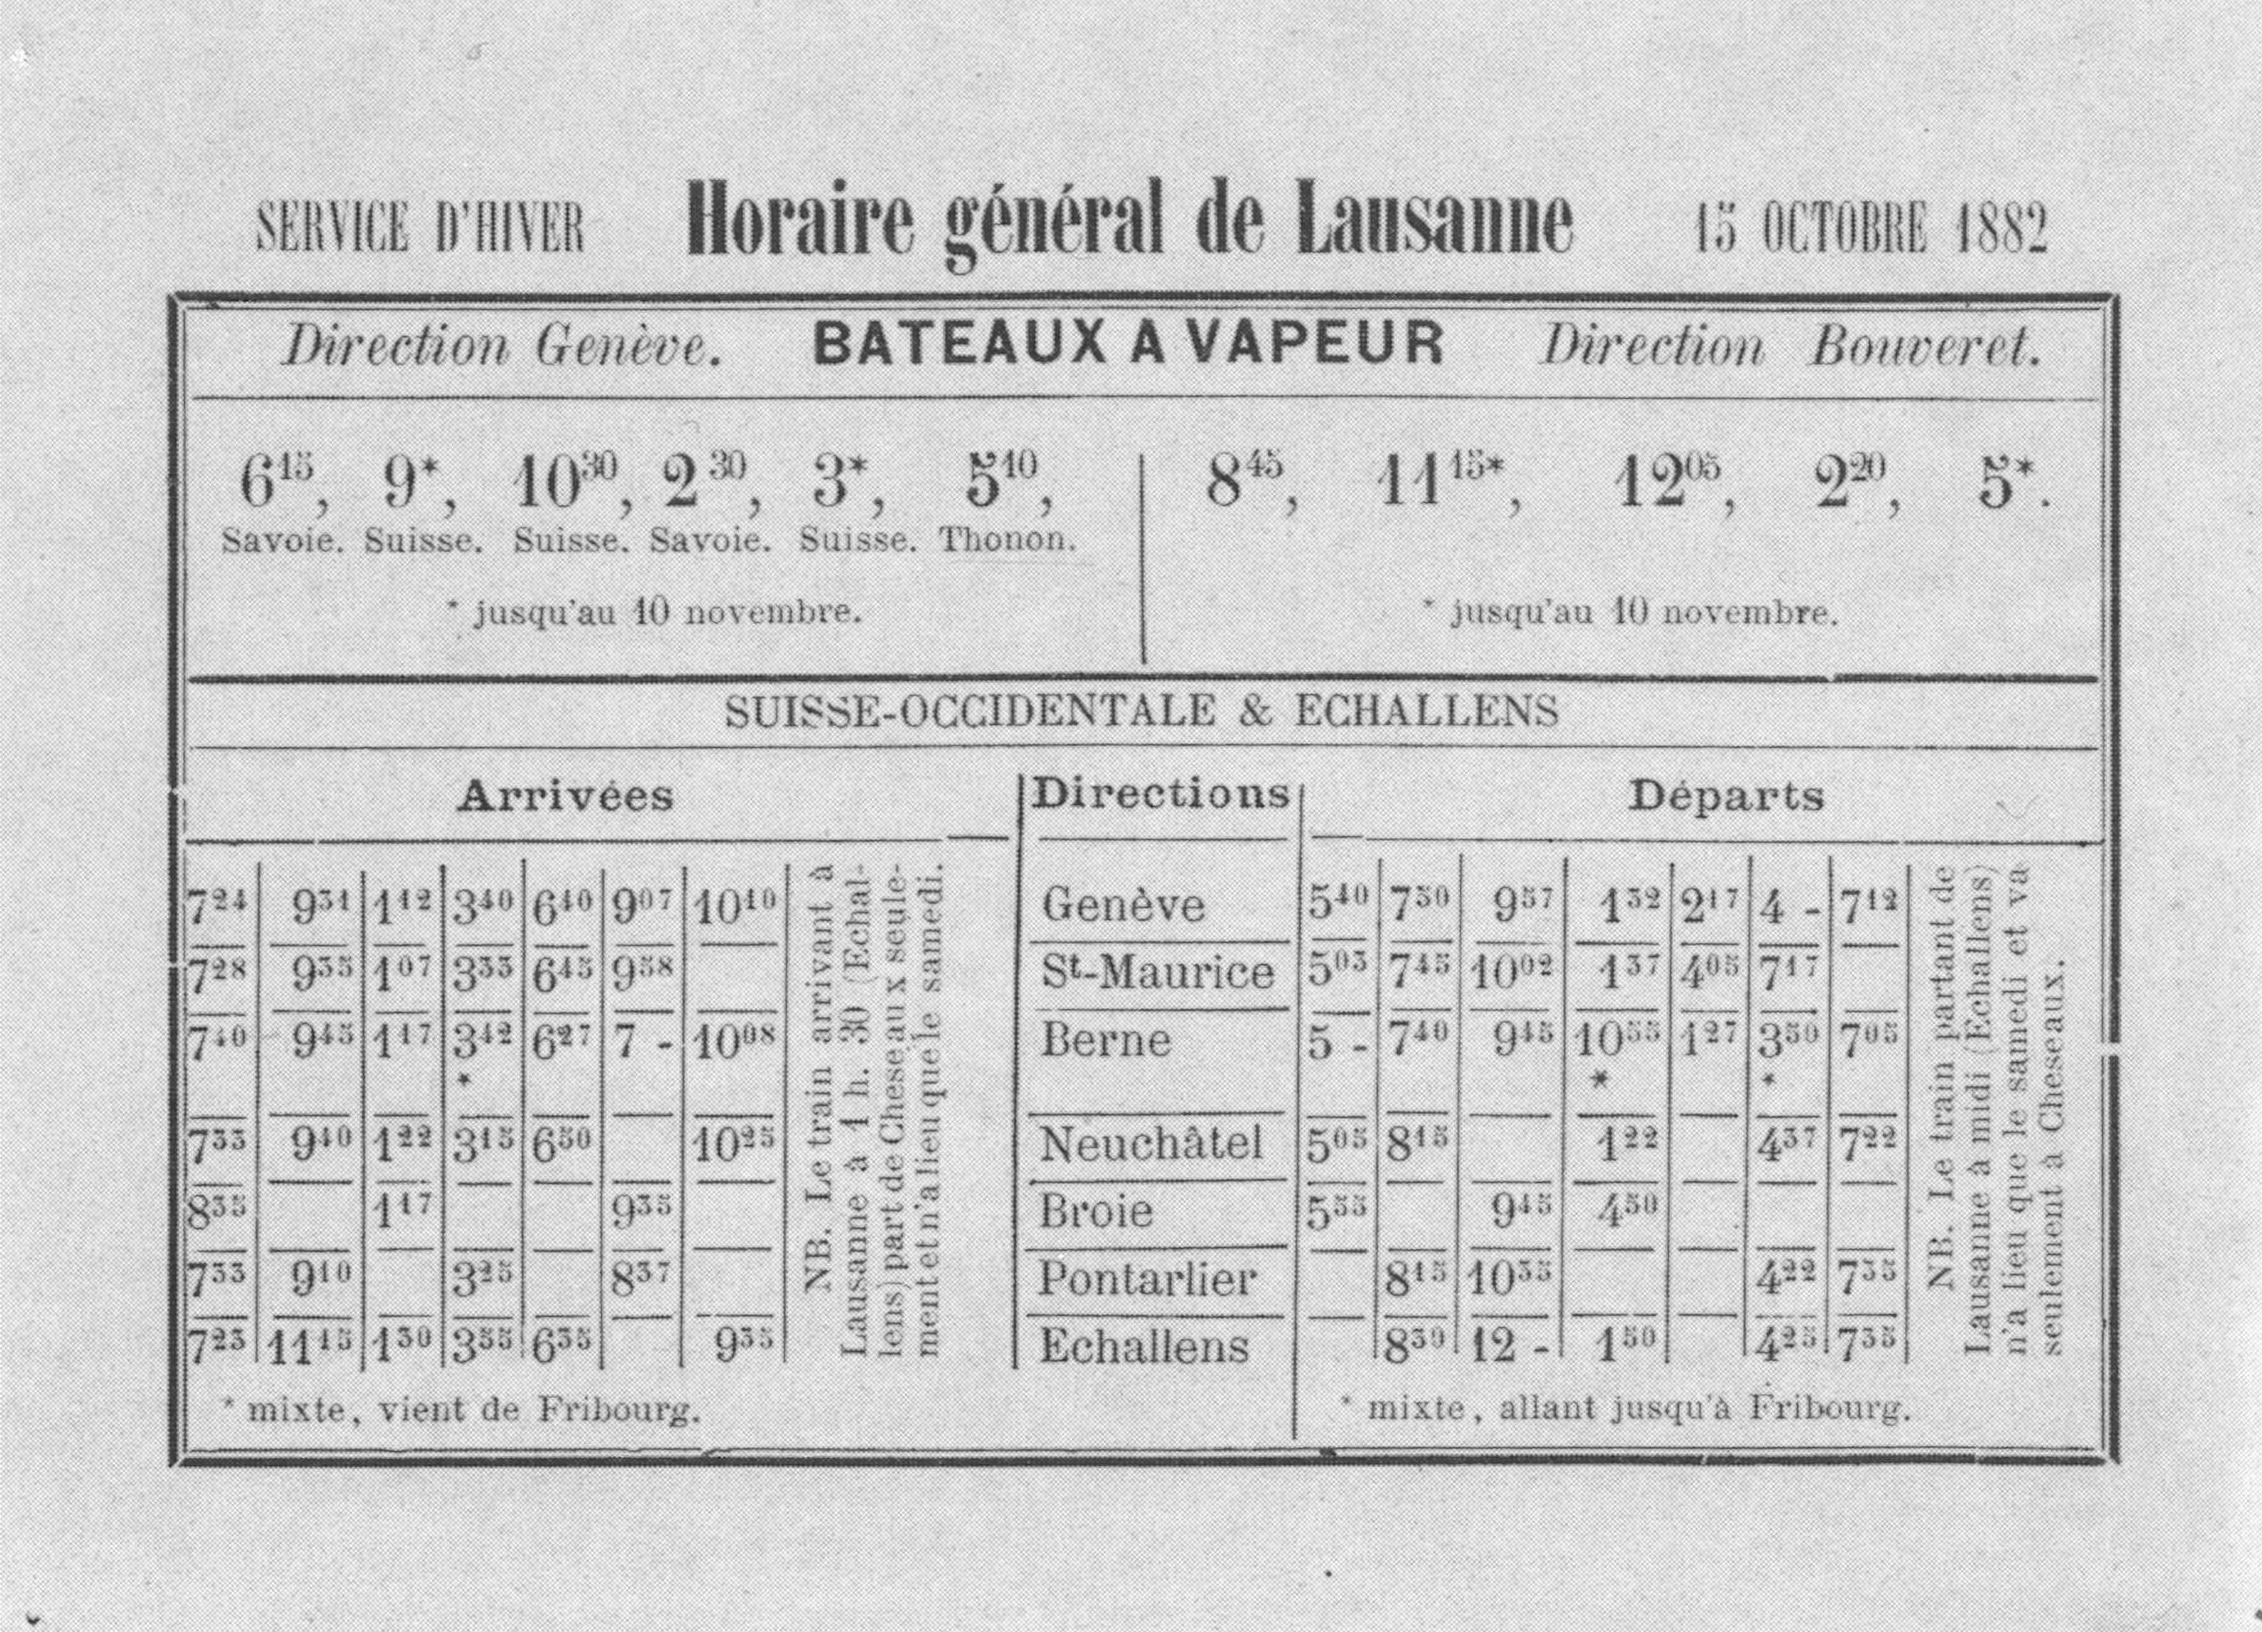 SERVICE D'HIVER Horaire général de Lausanne 15 OCTOBRE 1882
Direction Genève. BATEAUX A VAPEUR Direction Bouveret.
6 15, 9*, 10 30, 2 30, 3*, 5 10, 8 45, 11 15*, 12 05, 2 20, 5*.
Savoie. Suisse. Suisse. Savoie. Suisse. Thonon.
* jusqu'au 10 novembre. * jusqu'au 10 novembre.
SUISSE-OCCIDENTALE & ECHALLENS
Arrivées Directions Départs
7 24 9 31 1 12 3 40 6 40 9 07 10 10 Genève 5 40 7 50 9 57 1 32 2 17 4 - 7 12
7 28 9 35 1 07 3 35 6 45 9 58 St-Maurice 5 03 7 45 10 02 1 37 4 05 7 17
7 40 9 45 1 17 3 42 6 27 7 - 10 08 Berne 5 - 7 40 9 45 10 55 1 27 3 50 7 05
* * *
7 35 9 40 1 22 3 15 6 50 10 25 Neuchâtel 5 05 8 15 1 22 4 37 7 22
8 35 1 17 9 35 Broie 5 55 9 45 4 50
7 35 9 10 3 25 8 37 Pontarlier 8 15 10 35 4 22 7 35
7 25 11 15 1 30 3 55 6 35 9 35 Echallens 8 30 12 - 1 50 4 25 7 35
NB. Le train arrivant à
Lausanne à 1 h. 30 (Echal-
lens) part de Cheseaux seule-
ment et n'a lieu que le samedi.
NB. Le train partant de
Lausanne à midi (Echallens)
n'a lieu que le samedi et va
seulement à Cheseaux.
* mixte, vient de Fribourg. * mixte, allant jusqu'à Fribourg.